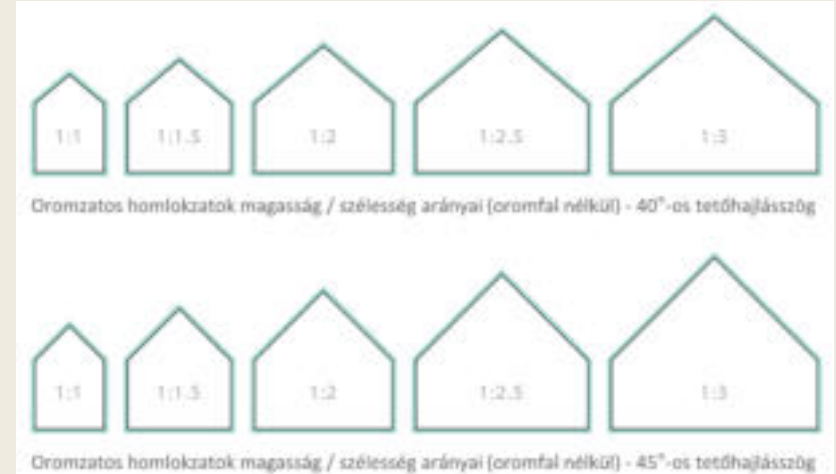 1:1 1:1.5 1:2 1:2.5 1:3
Oromzatos homlokzatok magasság / szélesség arányai (oromfal nélkül) - 40°-os tetőhajlásszög
1:1 1:1.5 1:2 1:2.5 1:3
Oromzatos homlokzatok magasság / szélesség arányai (oromfal nélkül) - 45°-os tetőhajlásszög